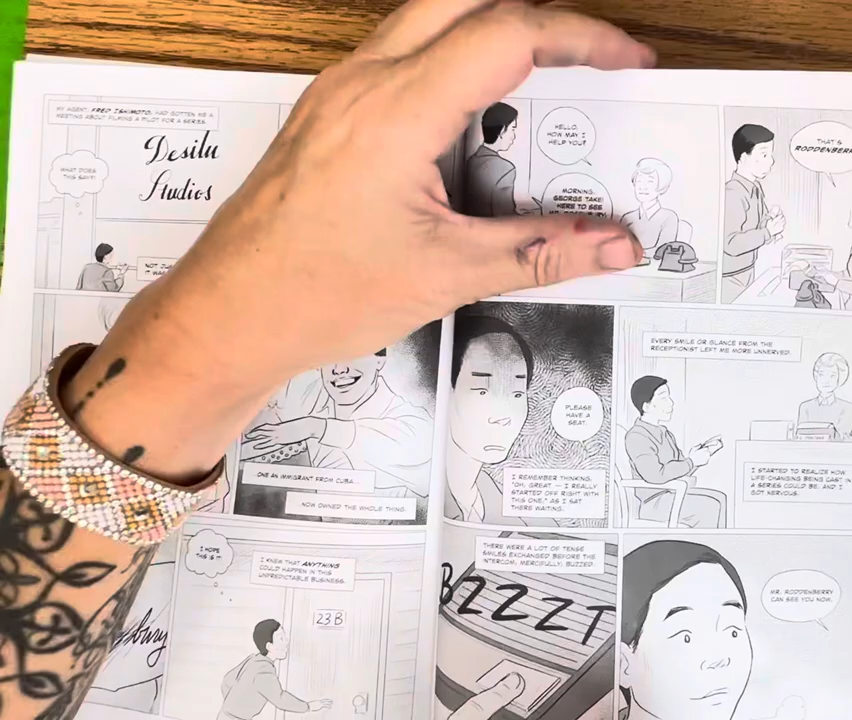 MY AGENT, FRED ISHIMOTO, HAD GOTTEN ME A
MEETING ABOUT FILMING A PILOT FOR A SERIES.
WHAT DOES
THIS SAY?
Desilu
Studios
NOT
IT WA
ONE AN IMMIGRANT FROM CUBA...
...NOW OWNED THE WHOLE THING.
I HOPE
THIS IS IT!
I KNEW THAT ANYTHING
COULD HAPPEN IN THIS
UNPREDICTABLE BUSINESS.
23B
HELLO,
HOW MAY I
HELP YOU?
MORNING.
GEORGE TAKEI
HERE TO SEE
THAT'S
RODDENBER
PLEASE
HAVE A
SEAT.
I REMEMBER THINKING,
"OH, GREAT — I REALLY
STARTED OFF RIGHT WITH
THIS ONE," AS I SAT
THERE WAITING.
EVERY SMILE OR GLANCE FROM THE
RECEPTIONIST LEFT ME MORE UNNERVED.
I STARTED TO REALIZE HOW
LIFE-CHANGING BEING CAST IN
A SERIES COULD BE, AND I
GOT NERVOUS.
THERE WERE A LOT OF TENSE
SMILES EXCHANGED BEFORE THE
INTERCOM, MERCIFULLY, BUZZED.
BZZZT
MR. RODDENBERRY
CAN SEE YOU NOW.